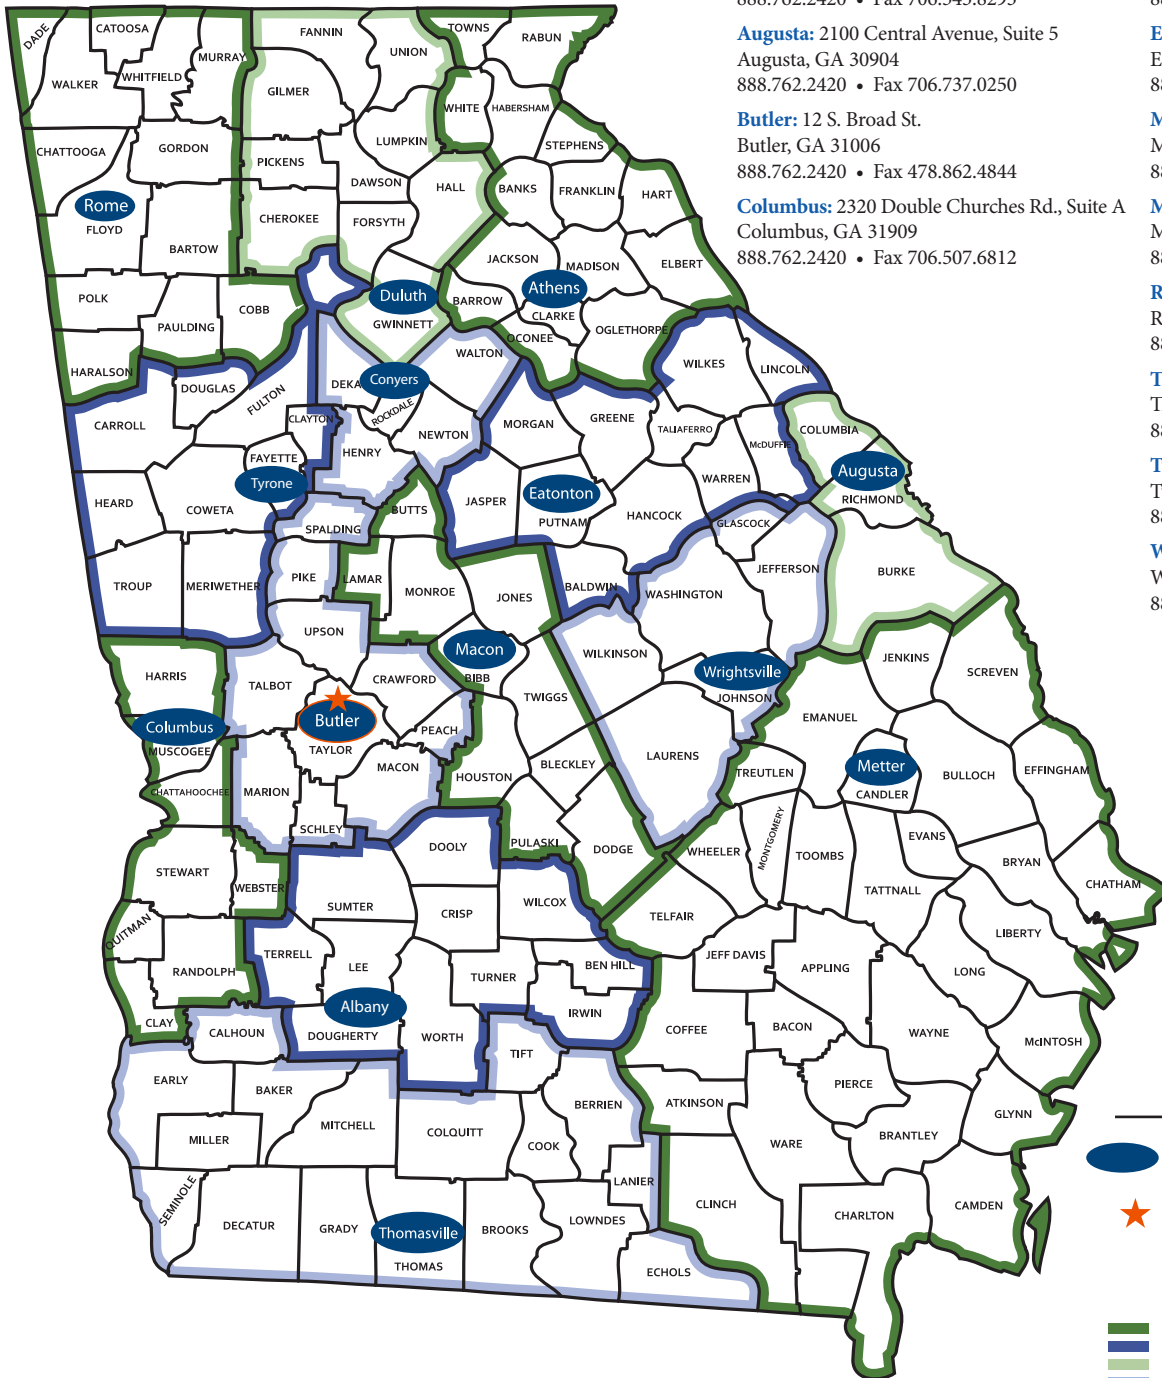 888.762.2420 • Fax 706.543.8293
Augusta: 2100 Central Avenue, Suite 5
Augusta, GA 30904
888.762.2420 • Fax 706.737.0250
Butler: 12 S. Broad St.
Butler, GA 31006
888.762.2420 • Fax 478.862.4844
Columbus: 2320 Double Churches Rd., Suite A
Columbus, GA 31909
888.762.2420 • Fax 706.507.6812
DADE
CATOOSA
FANNIN
TOWNS
RABUN
UNION
MURRAY
WALKER
WHITFIELD
GILMER
WHITE
HABERSHAM
CHATTOOGA
GORDON
PICKENS
LUMPKIN
STEPHENS
DAWSON
HALL
BANKS
FRANKLIN
HART
Rome
FLOYD
CHEROKEE
FORSYTH
BARTOW
JACKSON
MADISON
ELBERT
POLK
COBB
Duluth
BARROW
Athens
PAULDING
GWINNETT
CLARKE
OCONEE
OGLETHORPE
HARALSON
DOUGLAS
FULTON
DEKA
Conyers
WALTON
WILKES
LINCOLN
CARROLL
CLAYTON
ROCKDALE
NEWTON
MORGAN
GREENE
TALIAFERRO
McDUFFIE
COLUMBIA
FAYETTE
HENRY
Tyrone
Eatonton
WARREN
Augusta
RICHMOND
HEARD
COWETA
SPALDING
BUTTS
JASPER
PUTNAM
HANCOCK
GLASCOCK
TROUP
MERIWETHER
PIKE
LAMAR
MONROE
JONES
BALDWIN
WASHINGTON
JEFFERSON
BURKE
UPSON
Macon
BIBB
WILKINSON
Wrightsville
JOHNSON
JENKINS
SCREVEN
HARRIS
TALBOT
CRAWFORD
TWIGGS
EMANUEL
Columbus
MUSCOGEE
Butler
TAYLOR
PEACH
MACON
HOUSTON
BLECKLEY
LAURENS
TREUTLEN
Metter
CANDLER
BULLOCH
EFFINGHAM
CHATTAHOOCHEE
MARION
SCHLEY
DOOLY
PULASKI
DODGE
WHEELER
MONTGOMERY
TOOMBS
EVANS
BRYAN
CHATHAM
STEWART
WEBSTER
SUMTER
CRISP
WILCOX
TELFAIR
TATTNALL
QUITMAN
RANDOLPH
TERRELL
LEE
TURNER
BEN HILL
JEFF DAVIS
APPLING
LONG
LIBERTY
CLAY
CALHOUN
Albany
DOUGHERTY
WORTH
IRWIN
COFFEE
BACON
WAYNE
McINTOSH
EARLY
BAKER
TIFT
BERRIEN
ATKINSON
PIERCE
GLYNN
MILLER
MITCHELL
COLQUITT
COOK
WARE
BRANTLEY
SEMINOLE
DECATUR
GRADY
Thomasville
THOMAS
BROOKS
LOWNDES
LANIER
CLINCH
CHARLTON
CAMDEN
ECHOLS